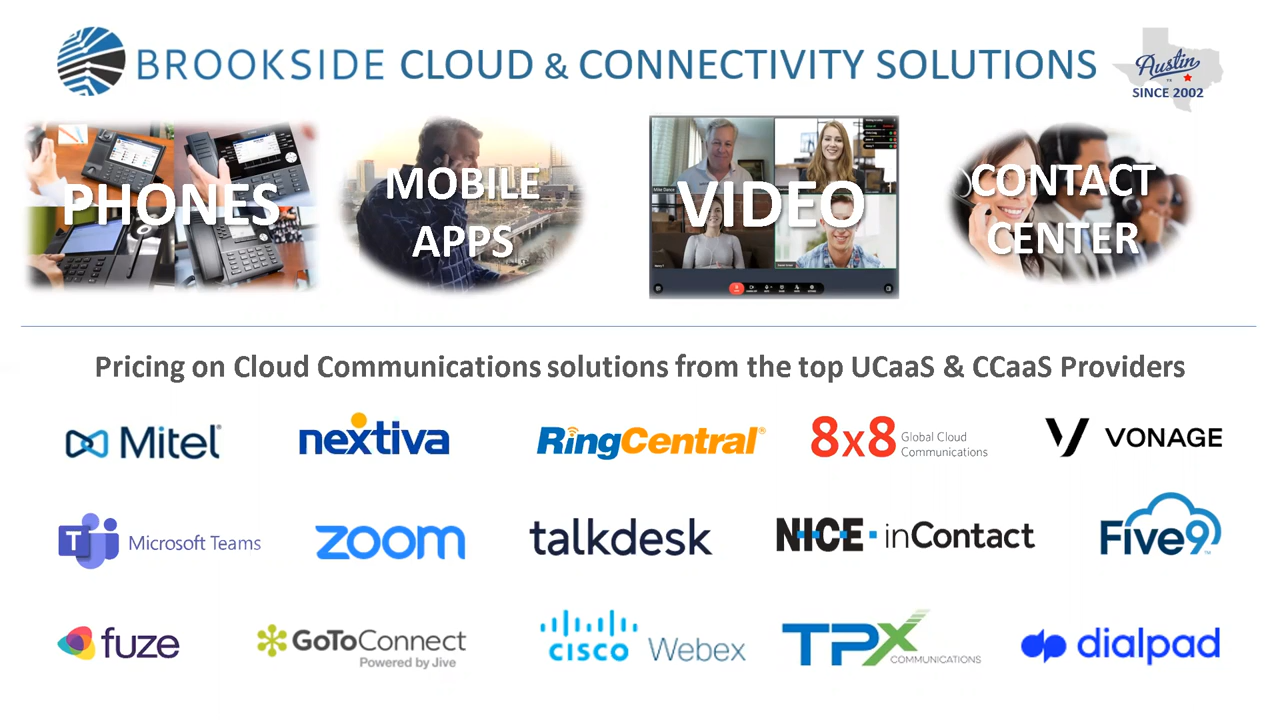 BROOKSIDE CLOUD & CONNECTIVITY SOLUTIONS
Austin
SINCE 2002
PHONES
MOBILE
APPS
VIDEO
CONTACT
CENTER
Pricing on Cloud Communications solutions from the top UCaaS & CCaaS Providers
Mitel®
nextiva
RingCentral®
8x8 Global Cloud
Communications
VONAGE
T Microsoft Teams
zoom
talkdesk
NICE inContact
Five9™
fuze
GoToConnect
Powered by Jive
CISCO Webex
TPX COMMUNICATIONS
dialpad